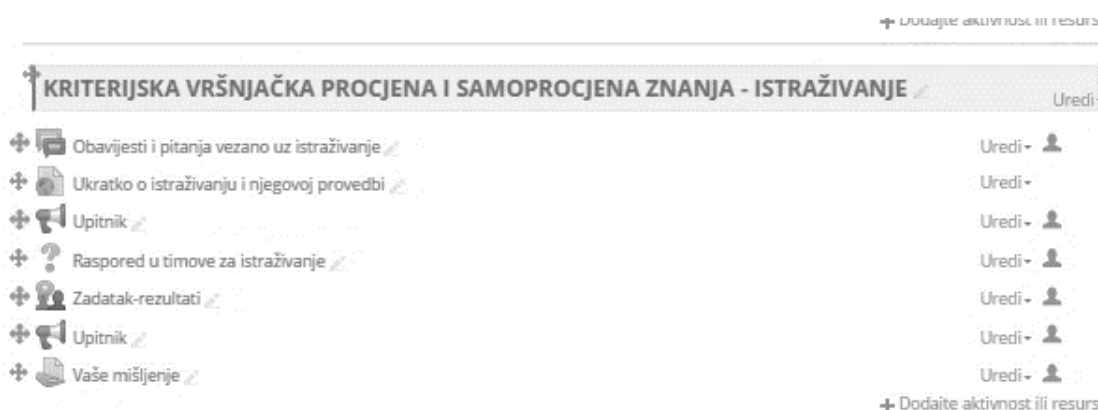 + Dodajte aktivnost ili resurs
KRITERIJSKA VRŠNJAČKA PROCJENA I SAMOPROCJENA ZNANJA - ISTRAŽIVANJE
Uredi
Obavijesti i pitanja vezano uz istraživanje Uredi
Ukratko o istraživanju i njegovoj provedbi Uredi
Upitnik Uredi
Raspored u timove za istraživanje Uredi
Zadatak-rezultati Uredi
Upitnik Uredi
Vaše mišljenje Uredi
+ Dodajte aktivnost ili resurs